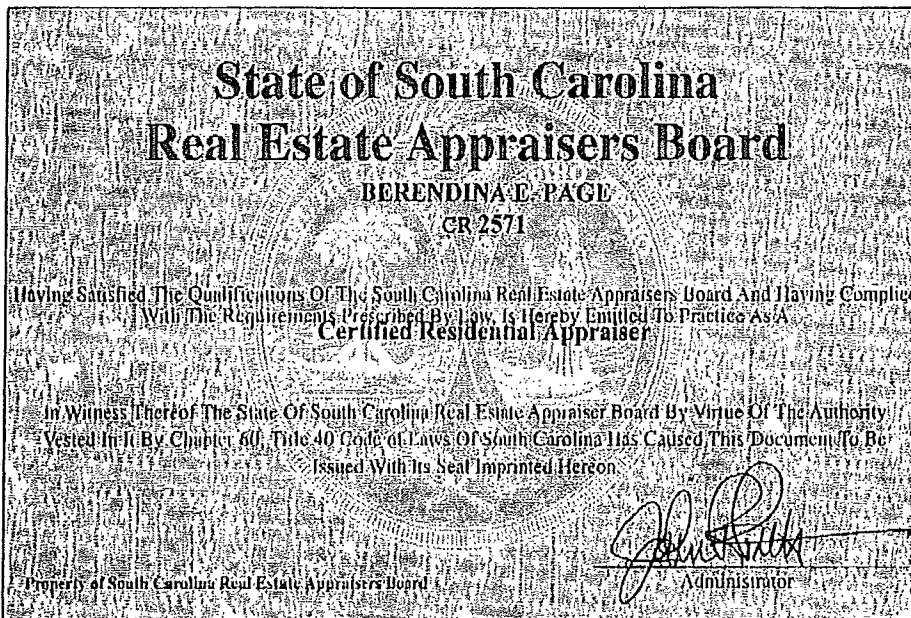 State of South Carolina
Real Estate Appraisers Board
BERENDINA E. PAGE
CR 2571
Having Satisfied The Qualifications Of The South Carolina Real Estate Appraisers Board And Having Complied
With The Requirements Prescribed By Law, Is Hereby Entitled To Practice As A
Certified Residential Appraiser
In Witness Thereof The State Of South Carolina Real Estate Appraiser Board By Virtue Of The Authority
Vested In It By Chapter 60, Title 40 Code of Laws Of South Carolina Has Caused This Document To Be
Issued With Its Seal Imprinted Hereon.
Administrator
Property of South Carolina Real Estate Appraisers Board